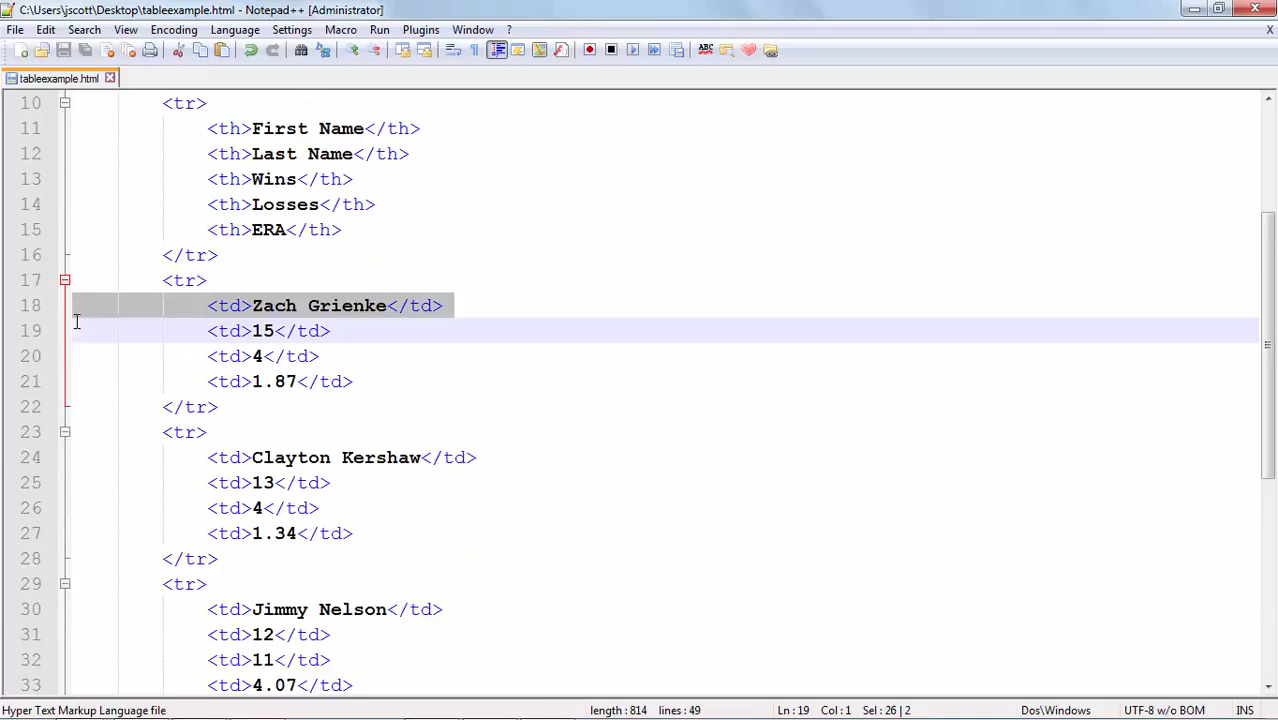 C:\Users\jscott\Desktop\tableexample.html - Notepad++ [Administrator]
File Edit Search View Encoding Language Settings Macro Run Plugins Window ? X
tableexample.html
10 <tr>
11 <th>First Name</th>
12 <th>Last Name</th>
13 <th>Wins</th>
14 <th>Losses</th>
15 <th>ERA</th>
16 </tr>
17 <tr>
18 <td>Zach Grienke</td>
19 <td>15</td>
20 <td>4</td>
21 <td>1.87</td>
22 </tr>
23 <tr>
24 <td>Clayton Kershaw</td>
25 <td>13</td>
26 <td>4</td>
27 <td>1.34</td>
28 </tr>
29 <tr>
30 <td>Jimmy Nelson</td>
31 <td>12</td>
32 <td>11</td>
33 <td>4.07</td>
Hyper Text Markup Language file length : 814 lines : 49 Ln : 19 Col : 1 Sel : 26 | 2 Dos\Windows UTF-8 w/o BOM INS